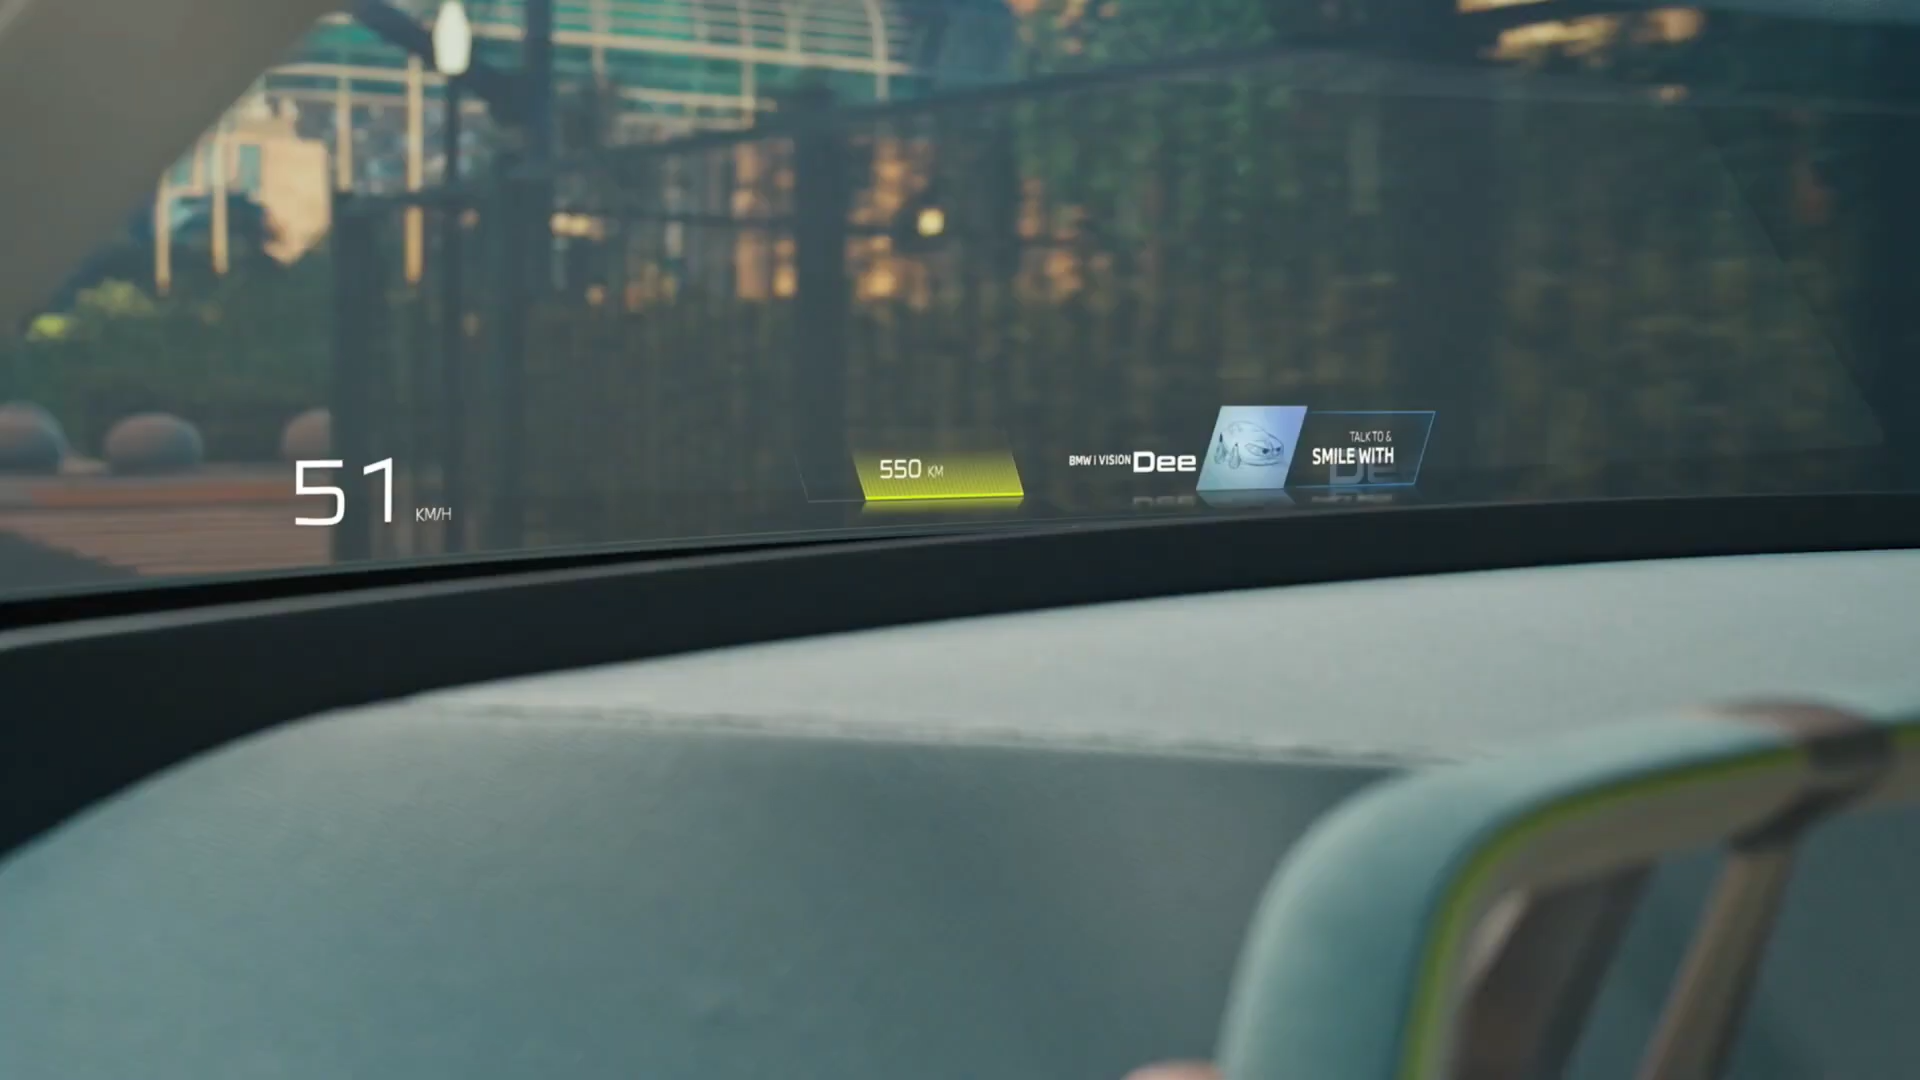 51 KM/H
550 KM
BMW i VISION Dee
TALK TO &
SMILE WITH